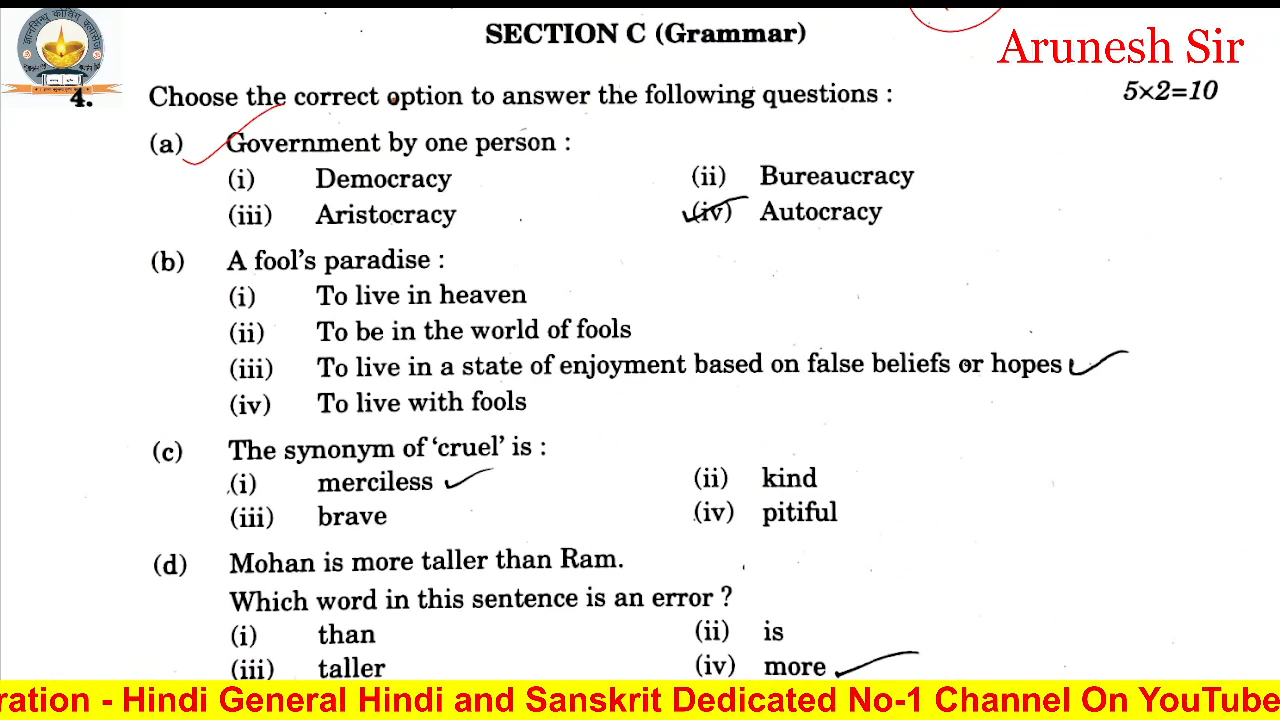 SECTION C (Grammar)
Arunesh Sir
4. Choose the correct option to answer the following questions : 5×2=10
(a) Government by one person :
(i) Democracy (ii) Bureaucracy
(iii) Aristocracy (iv) Autocracy
(b) A fool's paradise :
(i) To live in heaven
(ii) To be in the world of fools
(iii) To live in a state of enjoyment based on false beliefs or hopes
(iv) To live with fools
(c) The synonym of 'cruel' is :
(i) merciless (ii) kind
(iii) brave (iv) pitiful
(d) Mohan is more taller than Ram.
Which word in this sentence is an error ?
(i) than (ii) is
(iii) taller (iv) more
ration - Hindi General Hindi and Sanskrit Dedicated No-1 Channel On YouTube